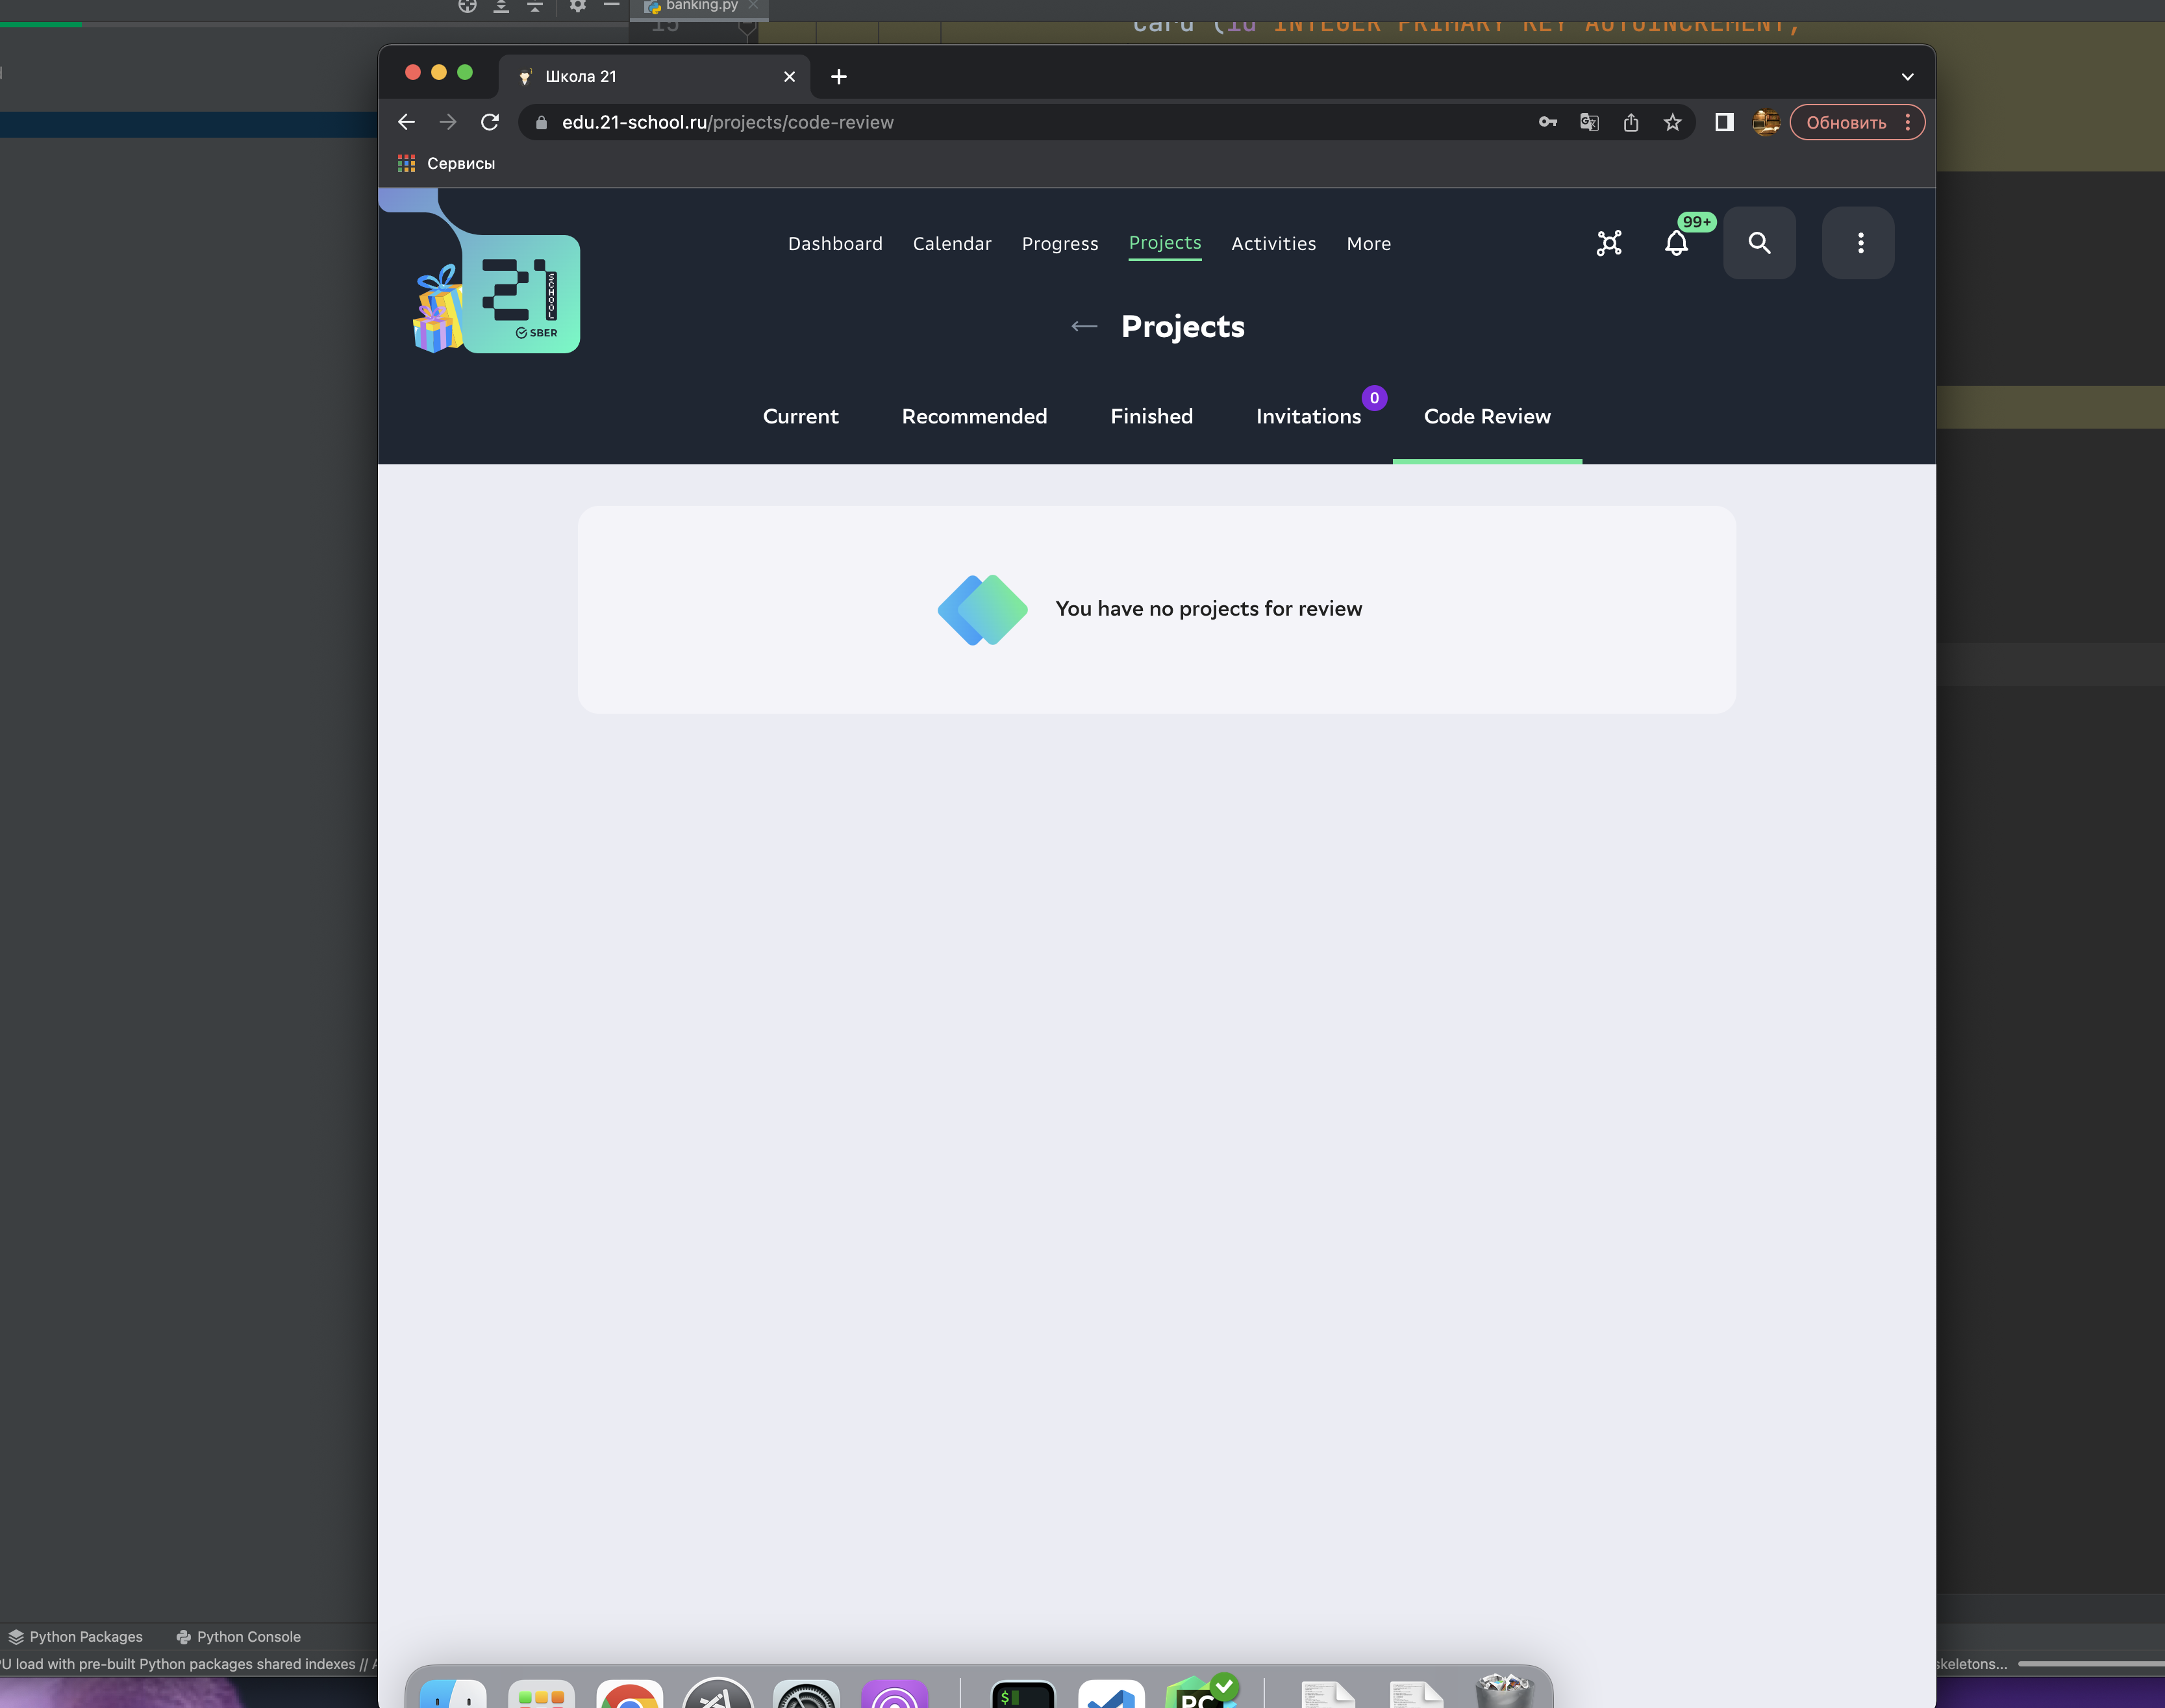 banking.py
15 card (id INTEGER PRIMARY KEY AUTOINCREMENT,
Школа 21
edu.21-school.ru/projects/code-review
Обновить
Сервисы
21
SCHOOL
SBER
Dashboard Calendar Progress Projects Activities More
99+
Projects
Current Recommended Finished Invitations 0 Code Review
You have no projects for review
Python Packages Python Console
U load with pre-built Python packages shared indexes // A
skeletons...
$
PC